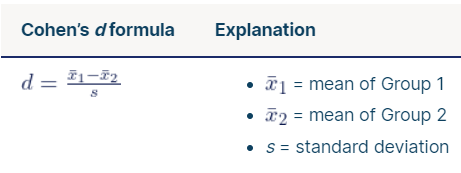 Cohen's d formula Explanation
d = x̄1−x̄2 / s
• x̄1 = mean of Group 1
• x̄2 = mean of Group 2
• s = standard deviation